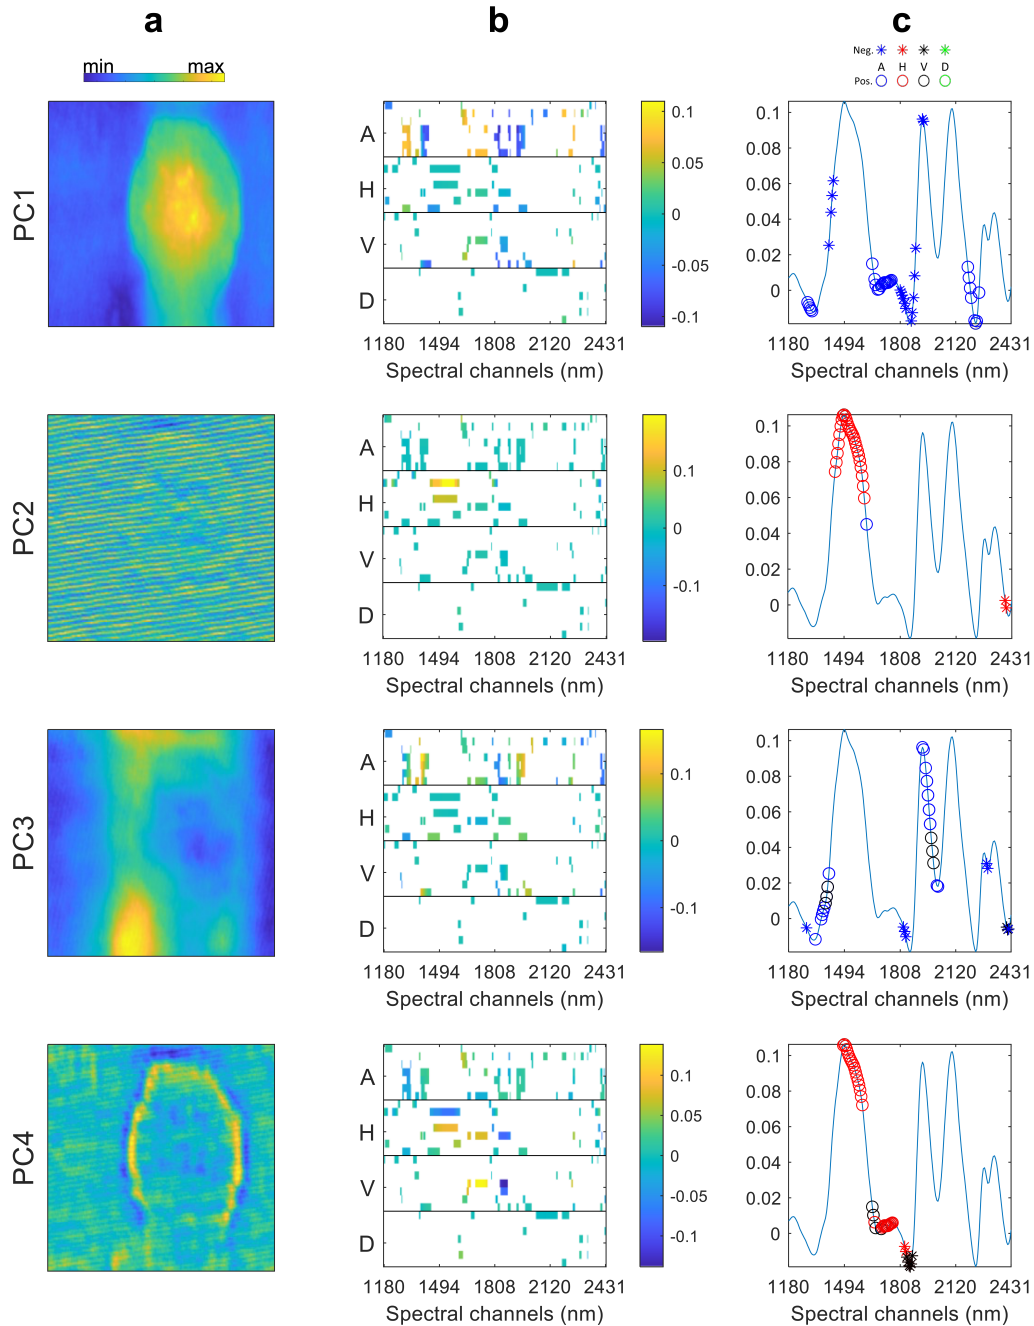 a b c
min max
Neg.
A H V D
Pos.
PC1
A
H
V
D
0.1
0.05
0
-0.05
-0.1
1180 1494 1808 2120 2431
Spectral channels (nm)
0.1
0.08
0.06
0.04
0.02
0
1180 1494 1808 2120 2431
Spectral channels (nm)
PC2
A
H
V
D
0.1
0
-0.1
1180 1494 1808 2120 2431
Spectral channels (nm)
0.1
0.08
0.06
0.04
0.02
0
1180 1494 1808 2120 2431
Spectral channels (nm)
PC3
A
H
V
D
0.1
0
-0.1
1180 1494 1808 2120 2431
Spectral channels (nm)
0.1
0.08
0.06
0.04
0.02
0
1180 1494 1808 2120 2431
Spectral channels (nm)
PC4
A
H
V
D
0.1
0.05
0
-0.05
-0.1
1180 1494 1808 2120 2431
Spectral channels (nm)
0.1
0.08
0.06
0.04
0.02
0
1180 1494 1808 2120 2431
Spectral channels (nm)